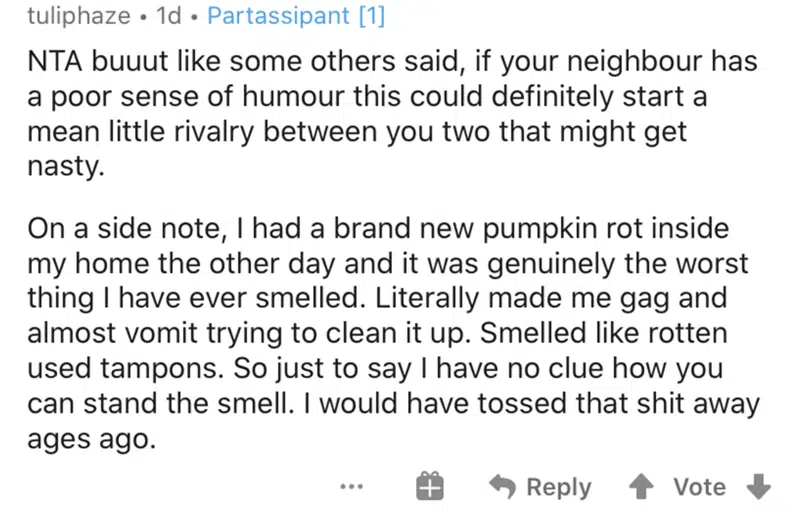 tuliphaze • 1d • Partassipant [1]
NTA buuut like some others said, if your neighbour has
a poor sense of humour this could definitely start a
mean little rivalry between you two that might get
nasty.
On a side note, I had a brand new pumpkin rot inside
my home the other day and it was genuinely the worst
thing I have ever smelled. Literally made me gag and
almost vomit trying to clean it up. Smelled like rotten
used tampons. So just to say I have no clue how you
can stand the smell. I would have tossed that shit away
ages ago.
... Reply Vote